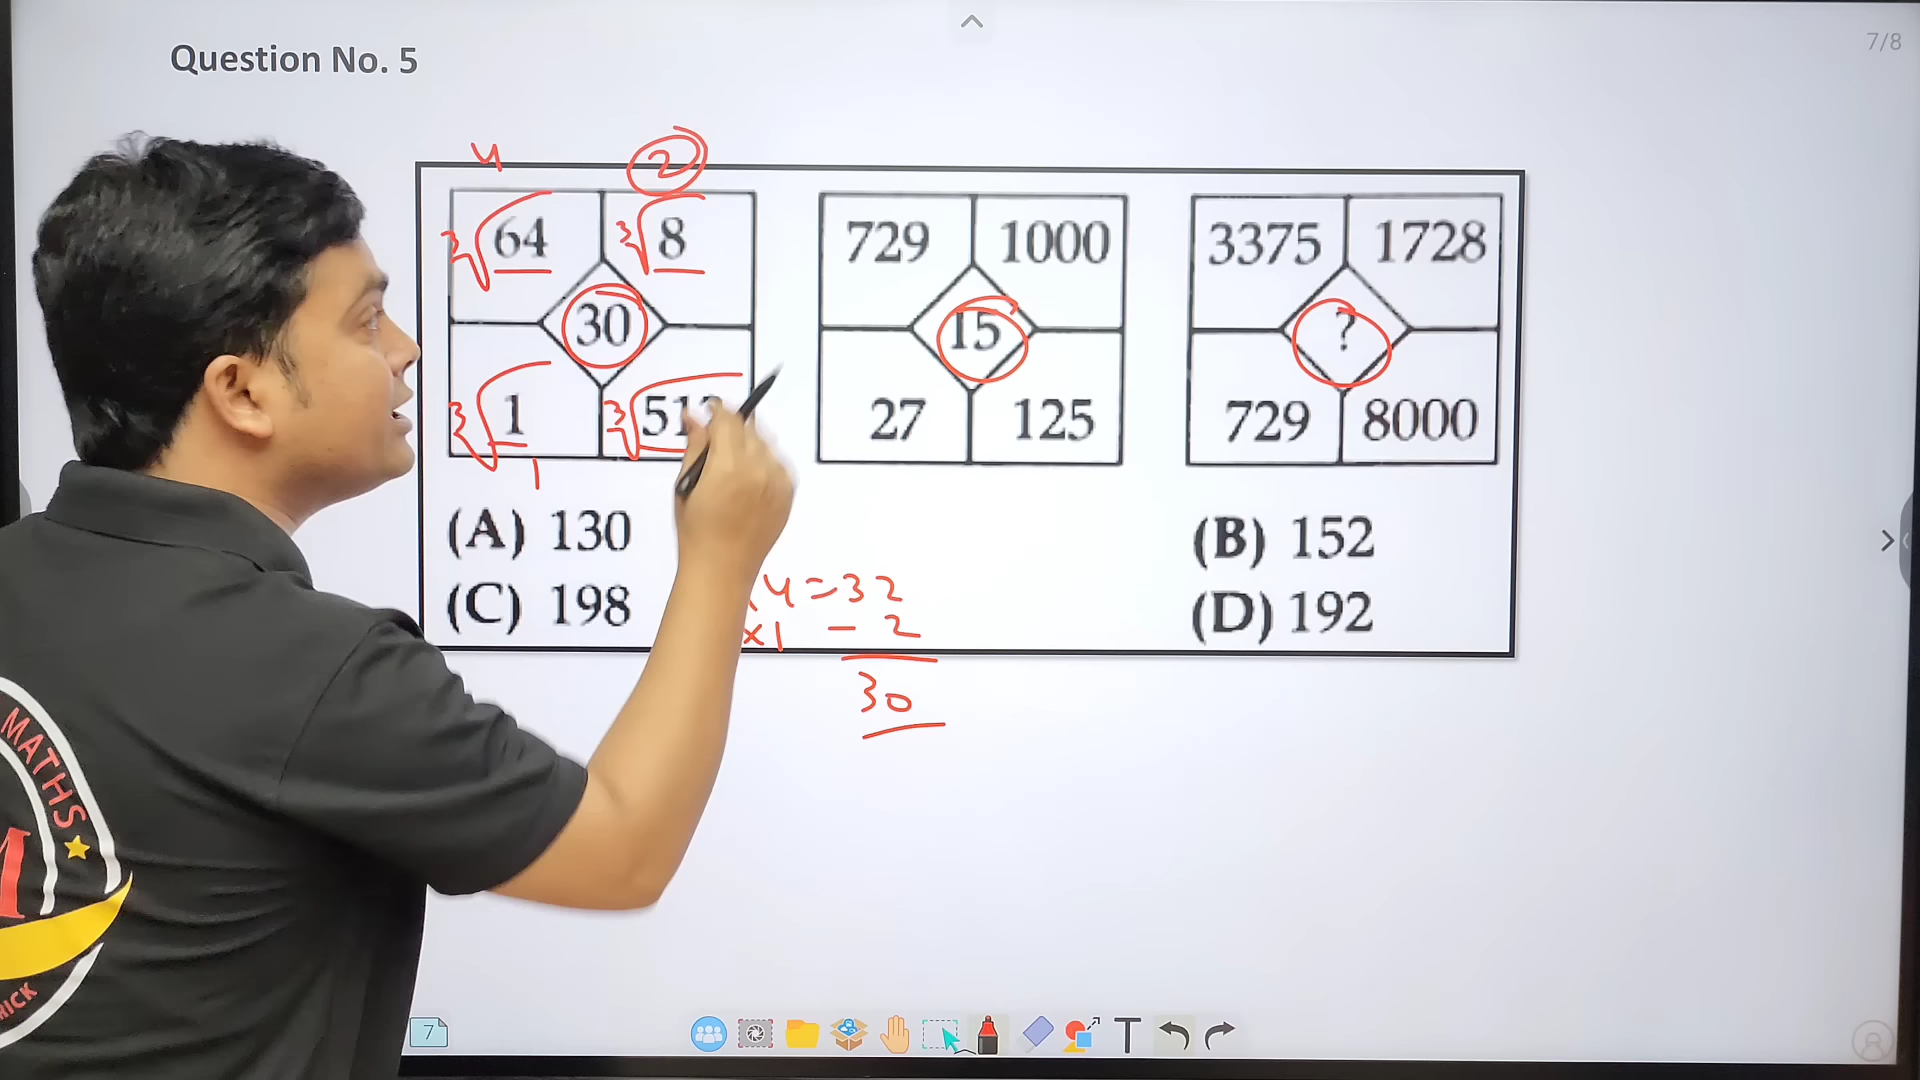 7/8
Question No. 5
4 2
3√64 3√8 729 1000 3375 1728
30 15 ?
3√1 3√ 27 125 729 8000
1
(A) 130 (B) 152
4 = 32
(C) 198 (D) 192
×1 - 2
30
MATHS
RICK
7
T